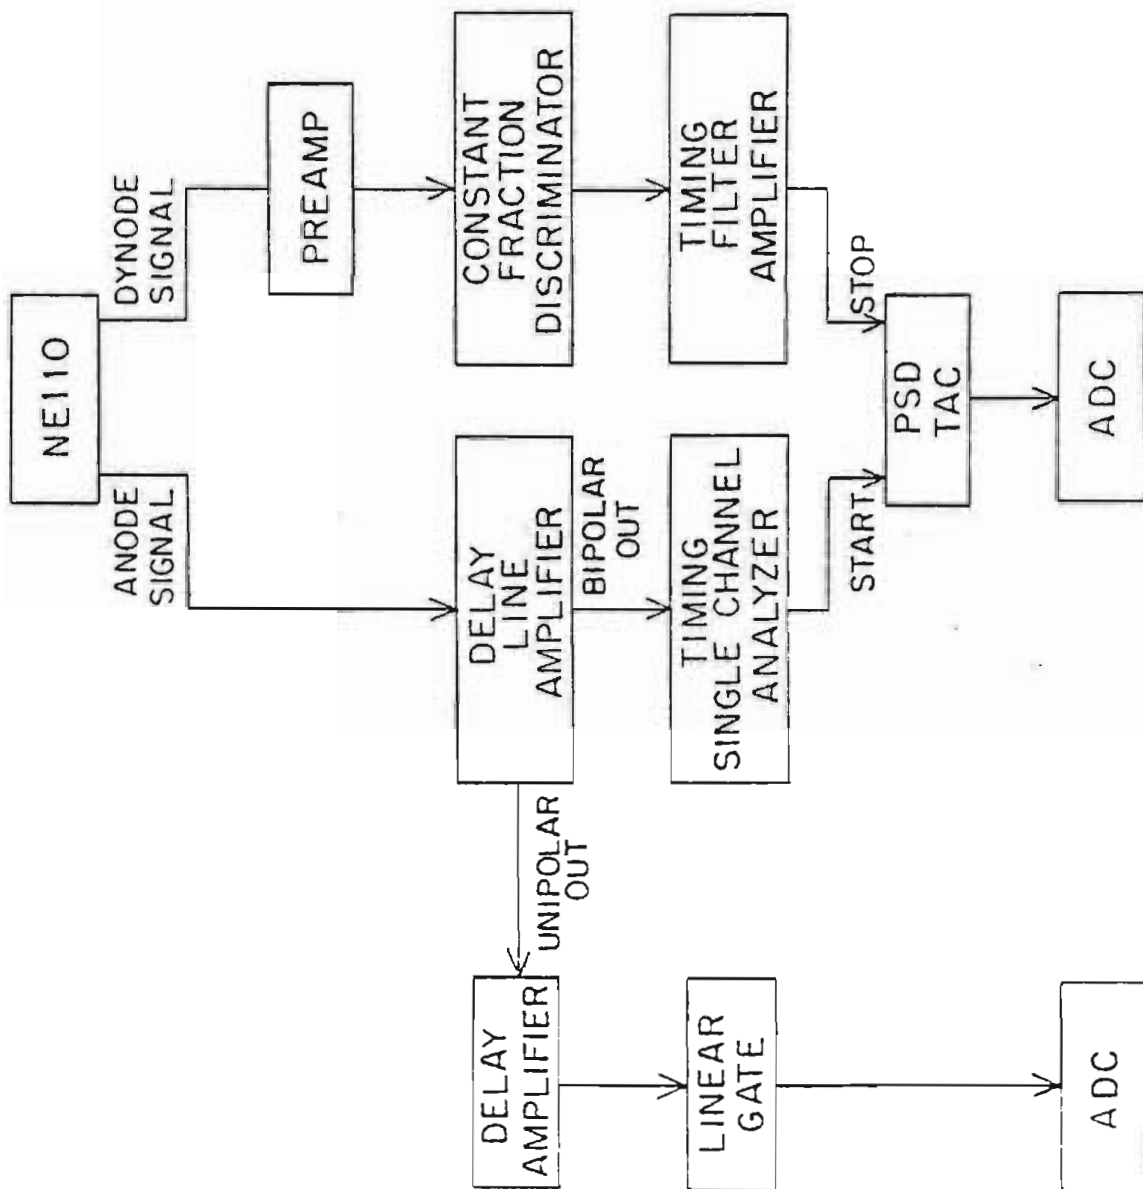 NE110
ANODE
SIGNAL
DYNODE
SIGNAL
PREAMP
DELAY
LINE
AMPLIFIER
CONSTANT
FRACTION
DISCRIMINATOR
UNIPOLAR
OUT
BIPOLAR
OUT
DELAY
AMPLIFIER
TIMING
SINGLE CHANNEL
ANALYZER
TIMING
FILTER
AMPLIFIER
LINEAR
GATE
START
STOP
PSD
TAC
ADC
ADC